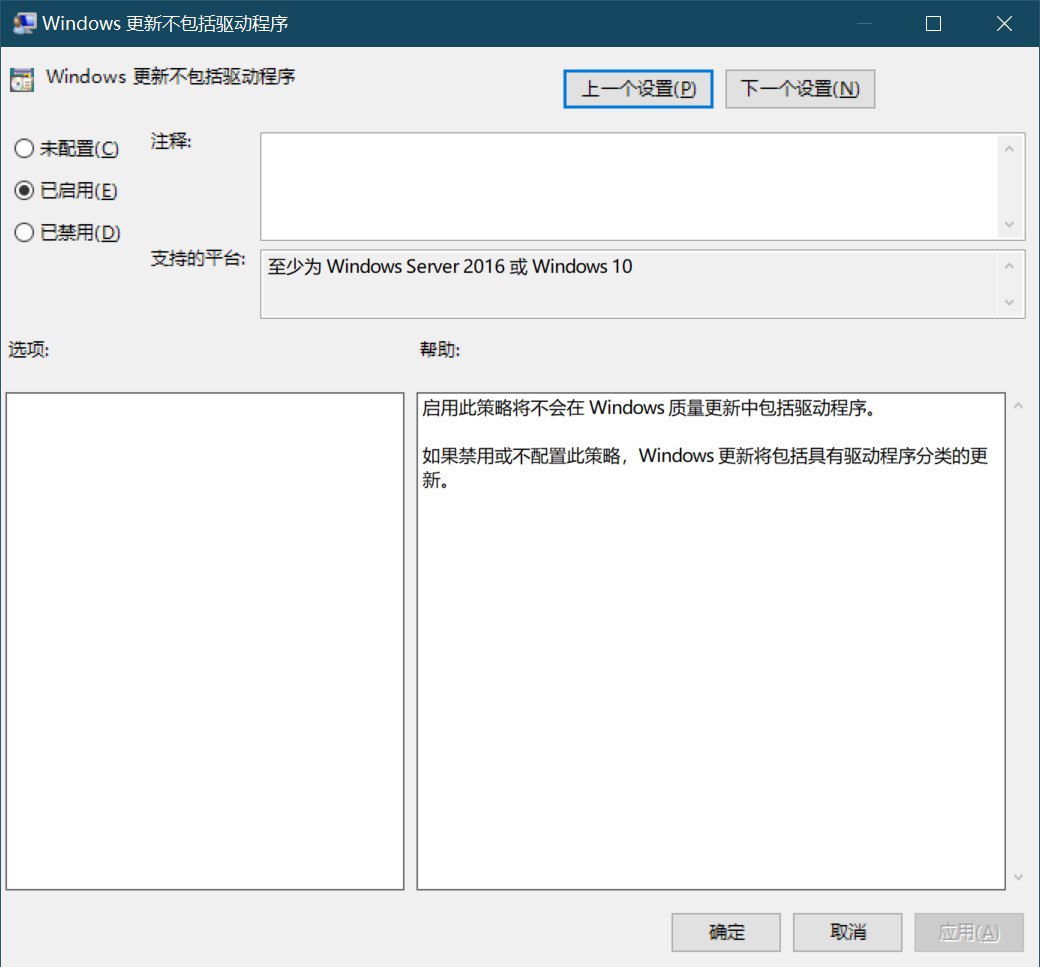 Windows 更新不包括驱动程序
Windows 更新不包括驱动程序
上一个设置(P)
下一个设置(N)
未配置(C)
注释:
已启用(E)
已禁用(D)
支持的平台:
至少为 Windows Server 2016 或 Windows 10
选项:
帮助:
启用此策略将不会在 Windows 质量更新中包括驱动程序。
如果禁用或不配置此策略，Windows 更新将包括具有驱动程序分类的更
新。
确定
取消
应用(A)